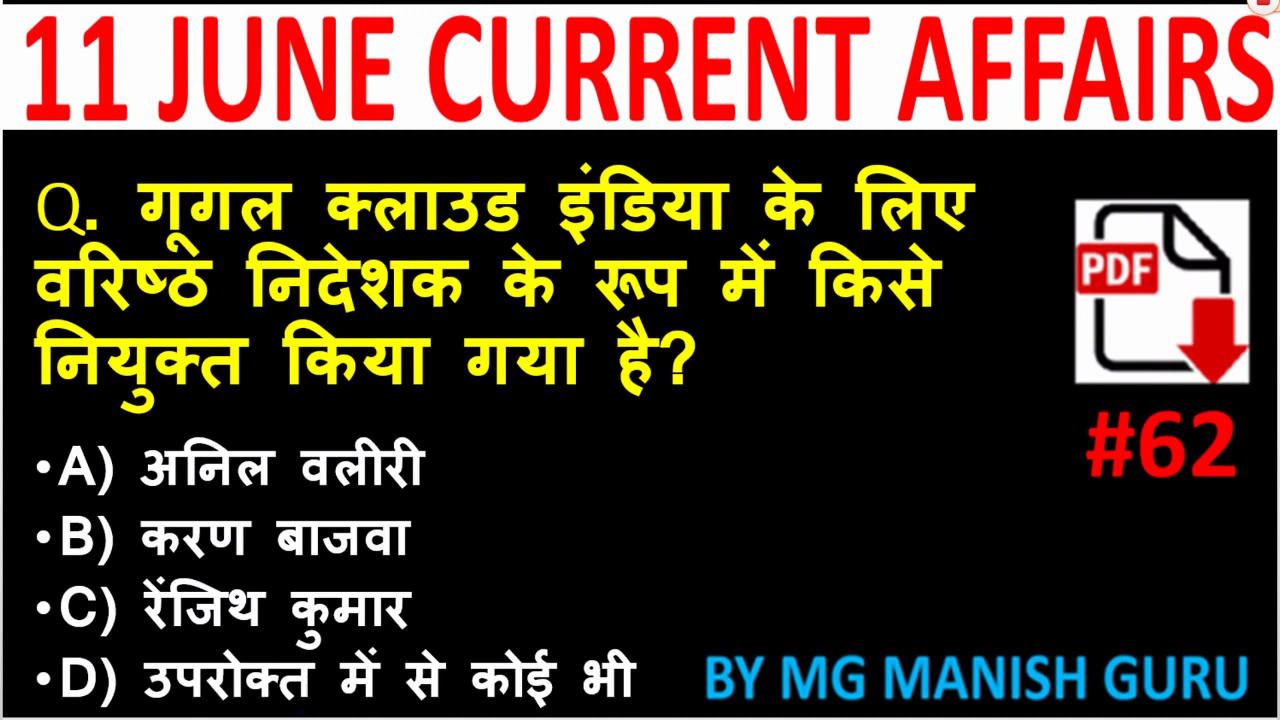 11 JUNE CURRENT AFFAIRS
Q. गूगल क्लाउड इंडिया के लिए
वरिष्ठ निदेशक के रूप में किसे
नियुक्त किया गया है?
PDF
#62
•A) अनिल वलीरी
•B) करण बाजवा
•C) रेंजिथ कुमार
•D) उपरोक्त में से कोई भी
BY MG MANISH GURU